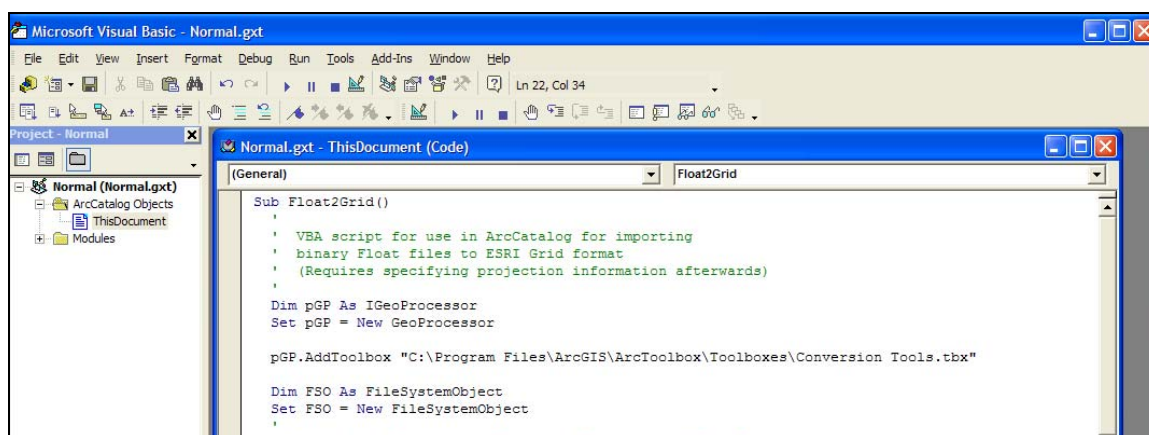 Microsoft Visual Basic - Normal.gxt
File Edit View Insert Format Debug Run Tools Add-Ins Window Help
Ln 22, Col 34
Project - Normal
Normal.gxt - ThisDocument (Code)
(General) Float2Grid
Normal (Normal.gxt)
ArcCatalog Objects
ThisDocument
Modules
Sub Float2Grid()
'
' VBA script for use in ArcCatalog for importing
' binary Float files to ESRI Grid format
' (Requires specifying projection information afterwards)
'
Dim pGP As IGeoProcessor
Set pGP = New GeoProcessor
pGP.AddToolbox "C:\Program Files\ArcGIS\ArcToolbox\Toolboxes\Conversion Tools.tbx"
Dim FSO As FileSystemObject
Set FSO = New FileSystemObject
'